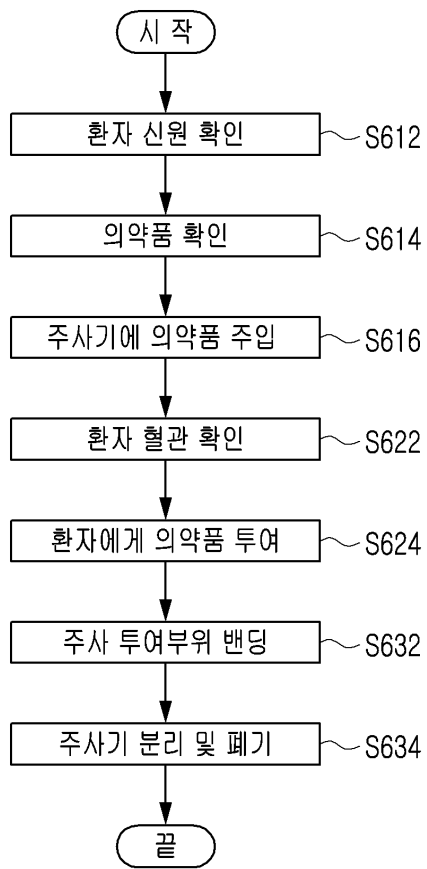 시 작
환자 신원 확인
S612
의약품 확인
S614
주사기에 의약품 주입
S616
환자 혈관 확인
S622
환자에게 의약품 투여
S624
주사 투여부위 밴딩
S632
주사기 분리 및 폐기
S634
끝